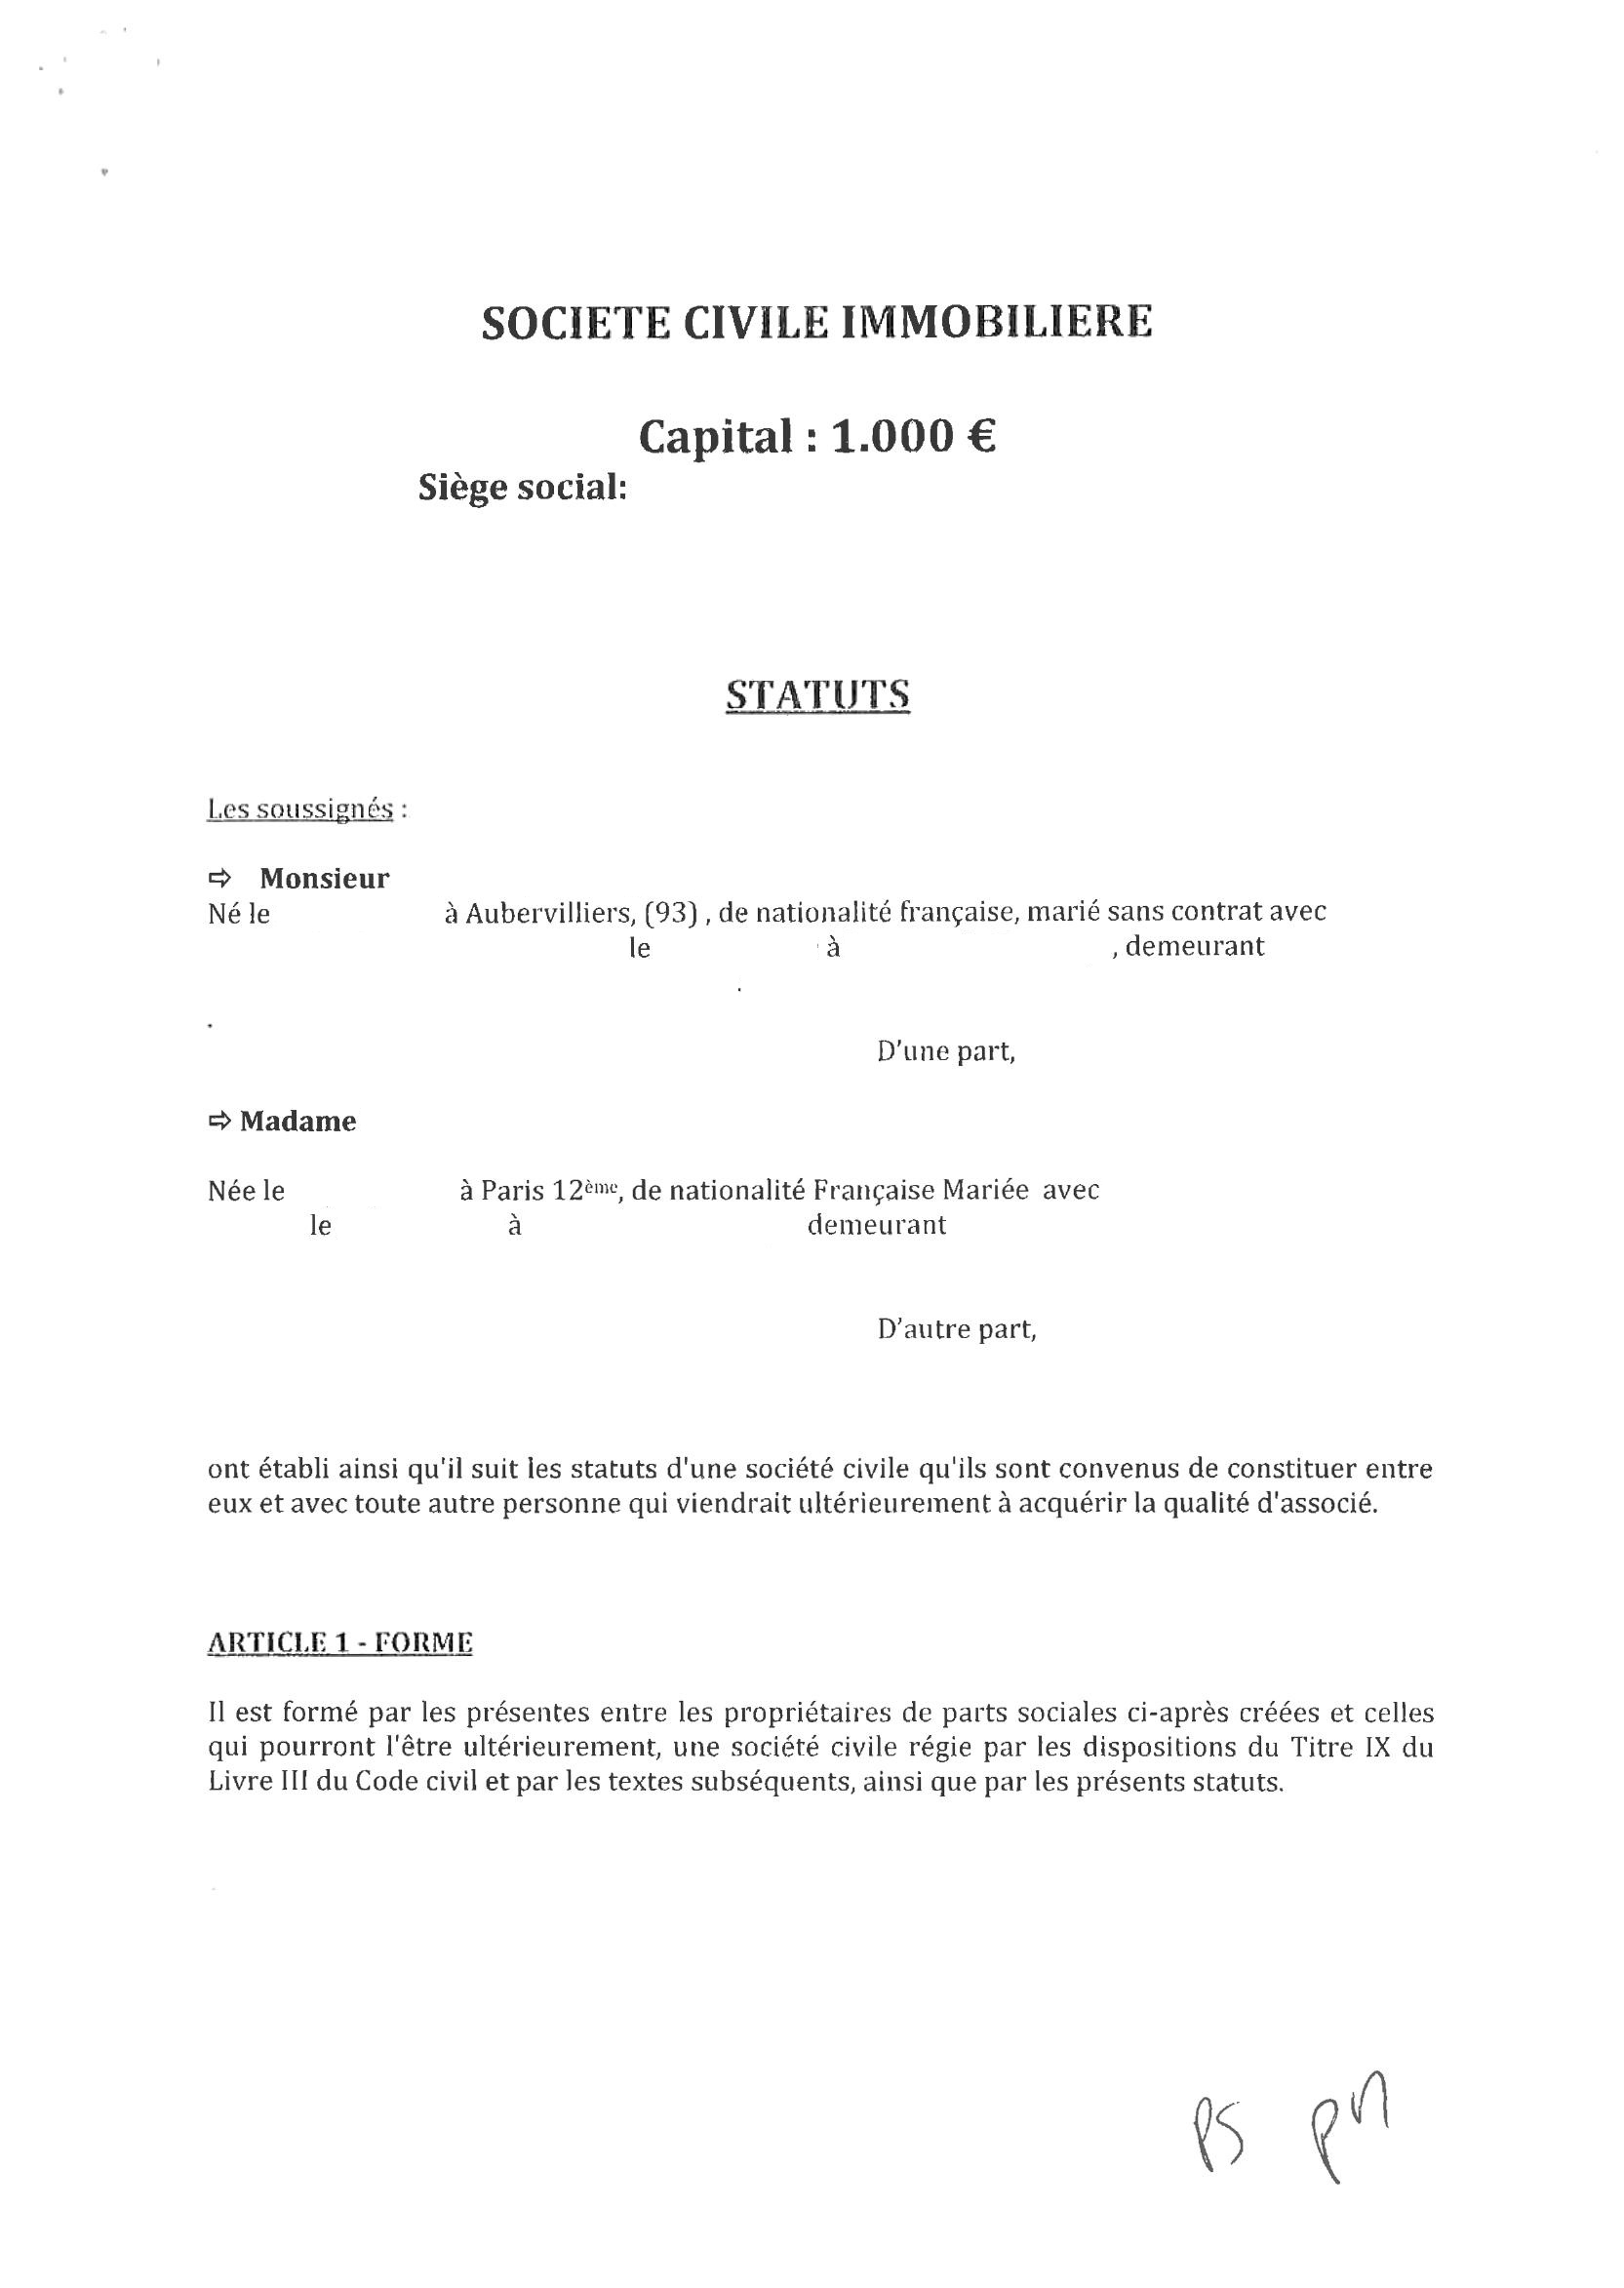 SOCIETE CIVILE IMMOBILIERE
Capital : 1.000 €
Siège social:
STATUTS
Les soussignés :
⇨ Monsieur
Né le à Aubervilliers, (93) , de nationalité française, marié sans contrat avec
le à , demeurant
.
.
D'une part,
⇨ Madame
Née le à Paris 12ème, de nationalité Française Mariée avec
le à demeurant
D'autre part,
ont établi ainsi qu'il suit les statuts d'une société civile qu'ils sont convenus de constituer entre
eux et avec toute autre personne qui viendrait ultérieurement à acquérir la qualité d'associé.
ARTICLE 1 - FORME
Il est formé par les présentes entre les propriétaires de parts sociales ci-après créées et celles
qui pourront l'être ultérieurement, une société civile régie par les dispositions du Titre IX du
Livre III du Code civil et par les textes subséquents, ainsi que par les présents statuts.
PS pn